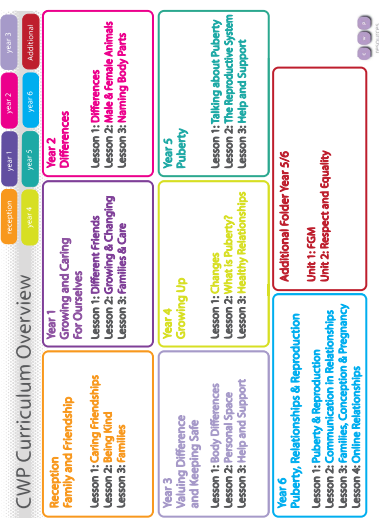 CWP Curriculum Overview
reception
year 1
year 2
year 3
year 4
year 5
year 6
Additional
Reception
Family and Friendship
Lesson 1: Caring Friendships
Lesson 2: Being Kind
Lesson 3: Families
Year 1
Growing and Caring
For Ourselves
Lesson 1: Different Friends
Lesson 2: Growing & Changing
Lesson 3: Families & Care
Year 2
Differences
Lesson 1: Differences
Lesson 2: Male & Female Animals
Lesson 3: Naming Body Parts
Year 3
Valuing Difference
and Keeping Safe
Lesson 1: Body Differences
Lesson 2: Personal Space
Lesson 3: Help and Support
Year 4
Growing Up
Lesson 1: Changes
Lesson 2: What is Puberty?
Lesson 3: Healthy Relationships
Year 5
Puberty
Lesson 1: Talking about Puberty
Lesson 2: The Reproductive System
Lesson 3: Help and Support
Year 6
Puberty, Relationships & Reproduction
Lesson 1: Puberty & Reproduction
Lesson 2: Communication in Relationships
Lesson 3: Families, Conception & Pregnancy
Lesson 4: Online Relationships
Additional Folder Year 5/6
Unit 1: FGM
Unit 2: Respect and Equality